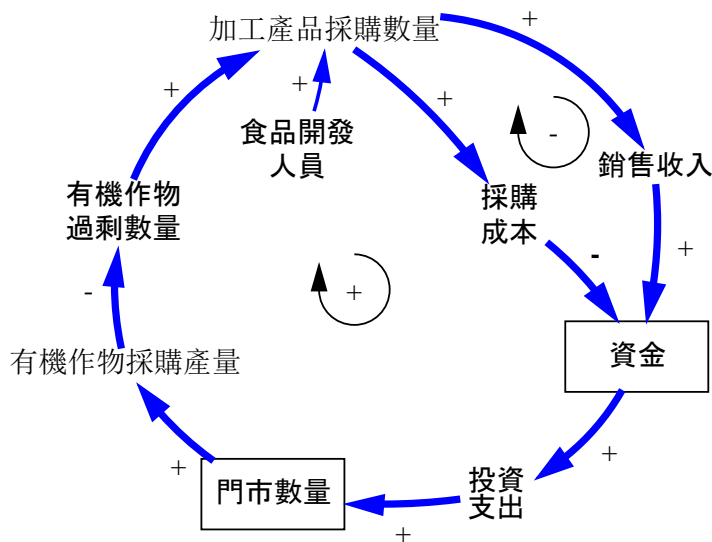 加工產品採購數量
+
+
+
+
食品開發
人員
-
銷售收入
有機作物
過剩數量
採購
成本
+
-
+
-
資金
有機作物採購產量
+
投資
支出
+
門市數量
+